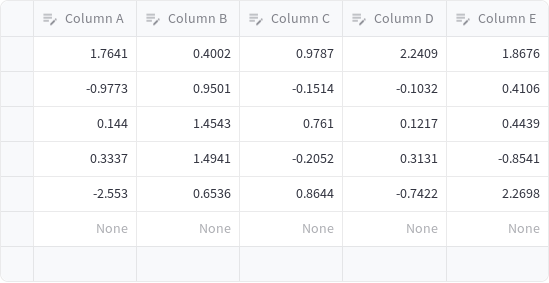 Column A Column B Column C Column D Column E
1.7641 0.4002 0.9787 2.2409 1.8676
-0.9773 0.9501 -0.1514 -0.1032 0.4106
0.144 1.4543 0.761 0.1217 0.4439
0.3337 1.4941 -0.2052 0.3131 -0.8541
-2.553 0.6536 0.8644 -0.7422 2.2698
None None None None None